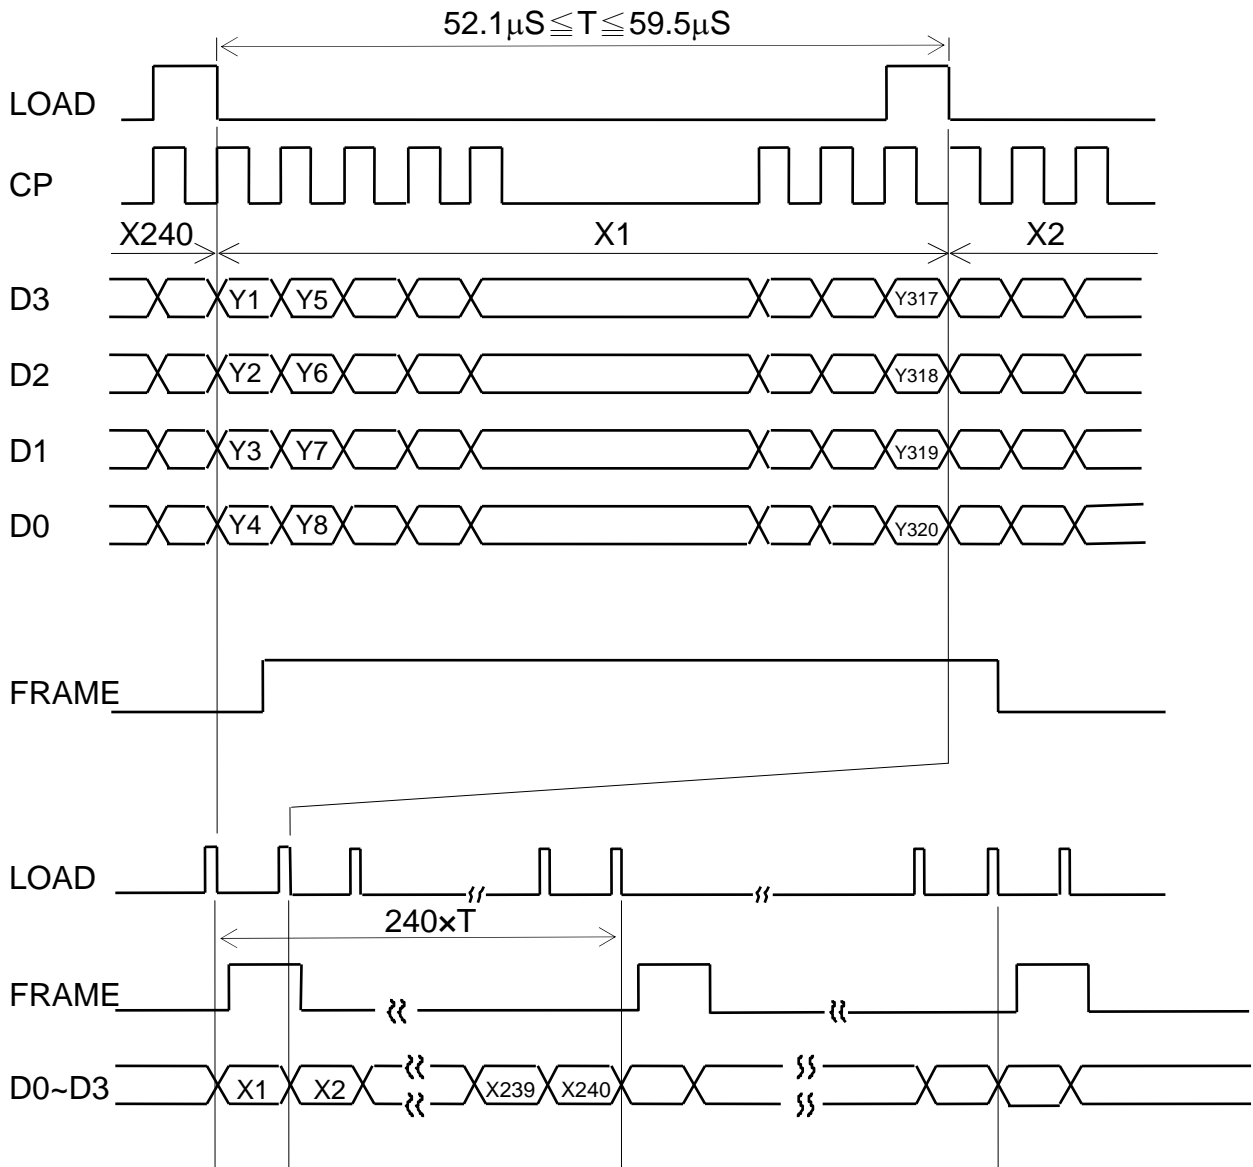 52.1μS≦T≦59.5μS
LOAD
CP
X240 X1 X2
D3 Y1 Y5 Y317
D2 Y2 Y6 Y318
D1 Y3 Y7 Y319
D0 Y4 Y8 Y320
FRAME
LOAD
240×T
FRAME
D0~D3 X1 X2 X239 X240